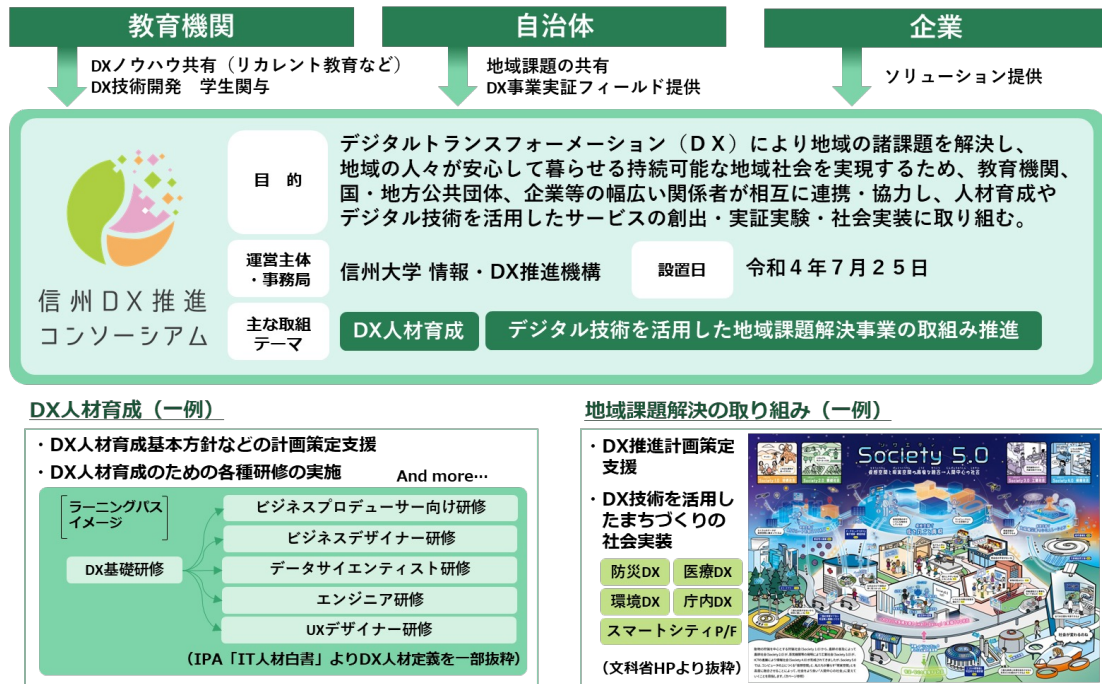 教育機関
自治体
企業
DXノウハウ共有（リカレント教育など）
DX技術開発　学生関与
地域課題の共有
DX事業実証フィールド提供
ソリューション提供
信州DX推進
コンソーシアム
目　的
デジタルトランスフォーメーション（ＤＸ）により地域の諸課題を解決し、
地域の人々が安心して暮らせる持続可能な地域社会を実現するため、教育機関、
国・地方公共団体、企業等の幅広い関係者が相互に連携・協力し、人材育成や
デジタル技術を活用したサービスの創出・実証実験・社会実装に取り組む。
運営主体
・事務局
信州大学 情報・DX推進機構
設置日
令和４年７月２５日
主な取組
テーマ
DX人材育成
デジタル技術を活用した地域課題解決事業の取組み推進
DX人材育成（一例）
・DX人材育成基本方針などの計画策定支援
・DX人材育成のための各種研修の実施
And more…
ラーニングパス
イメージ
DX基礎研修
ビジネスプロデューサー向け研修
ビジネスデザイナー研修
データサイエンティスト研修
エンジニア研修
UXデザイナー研修
（IPA「IT人材白書」よりDX人材定義を一部抜粋）
地域課題解決の取り組み（一例）
・DX推進計画策定
支援
・DX技術を活用し
たまちづくりの
社会実装
防災DX
医療DX
環境DX
庁内DX
スマートシティP/F
（文科省HPより抜粋）
Society 5.0